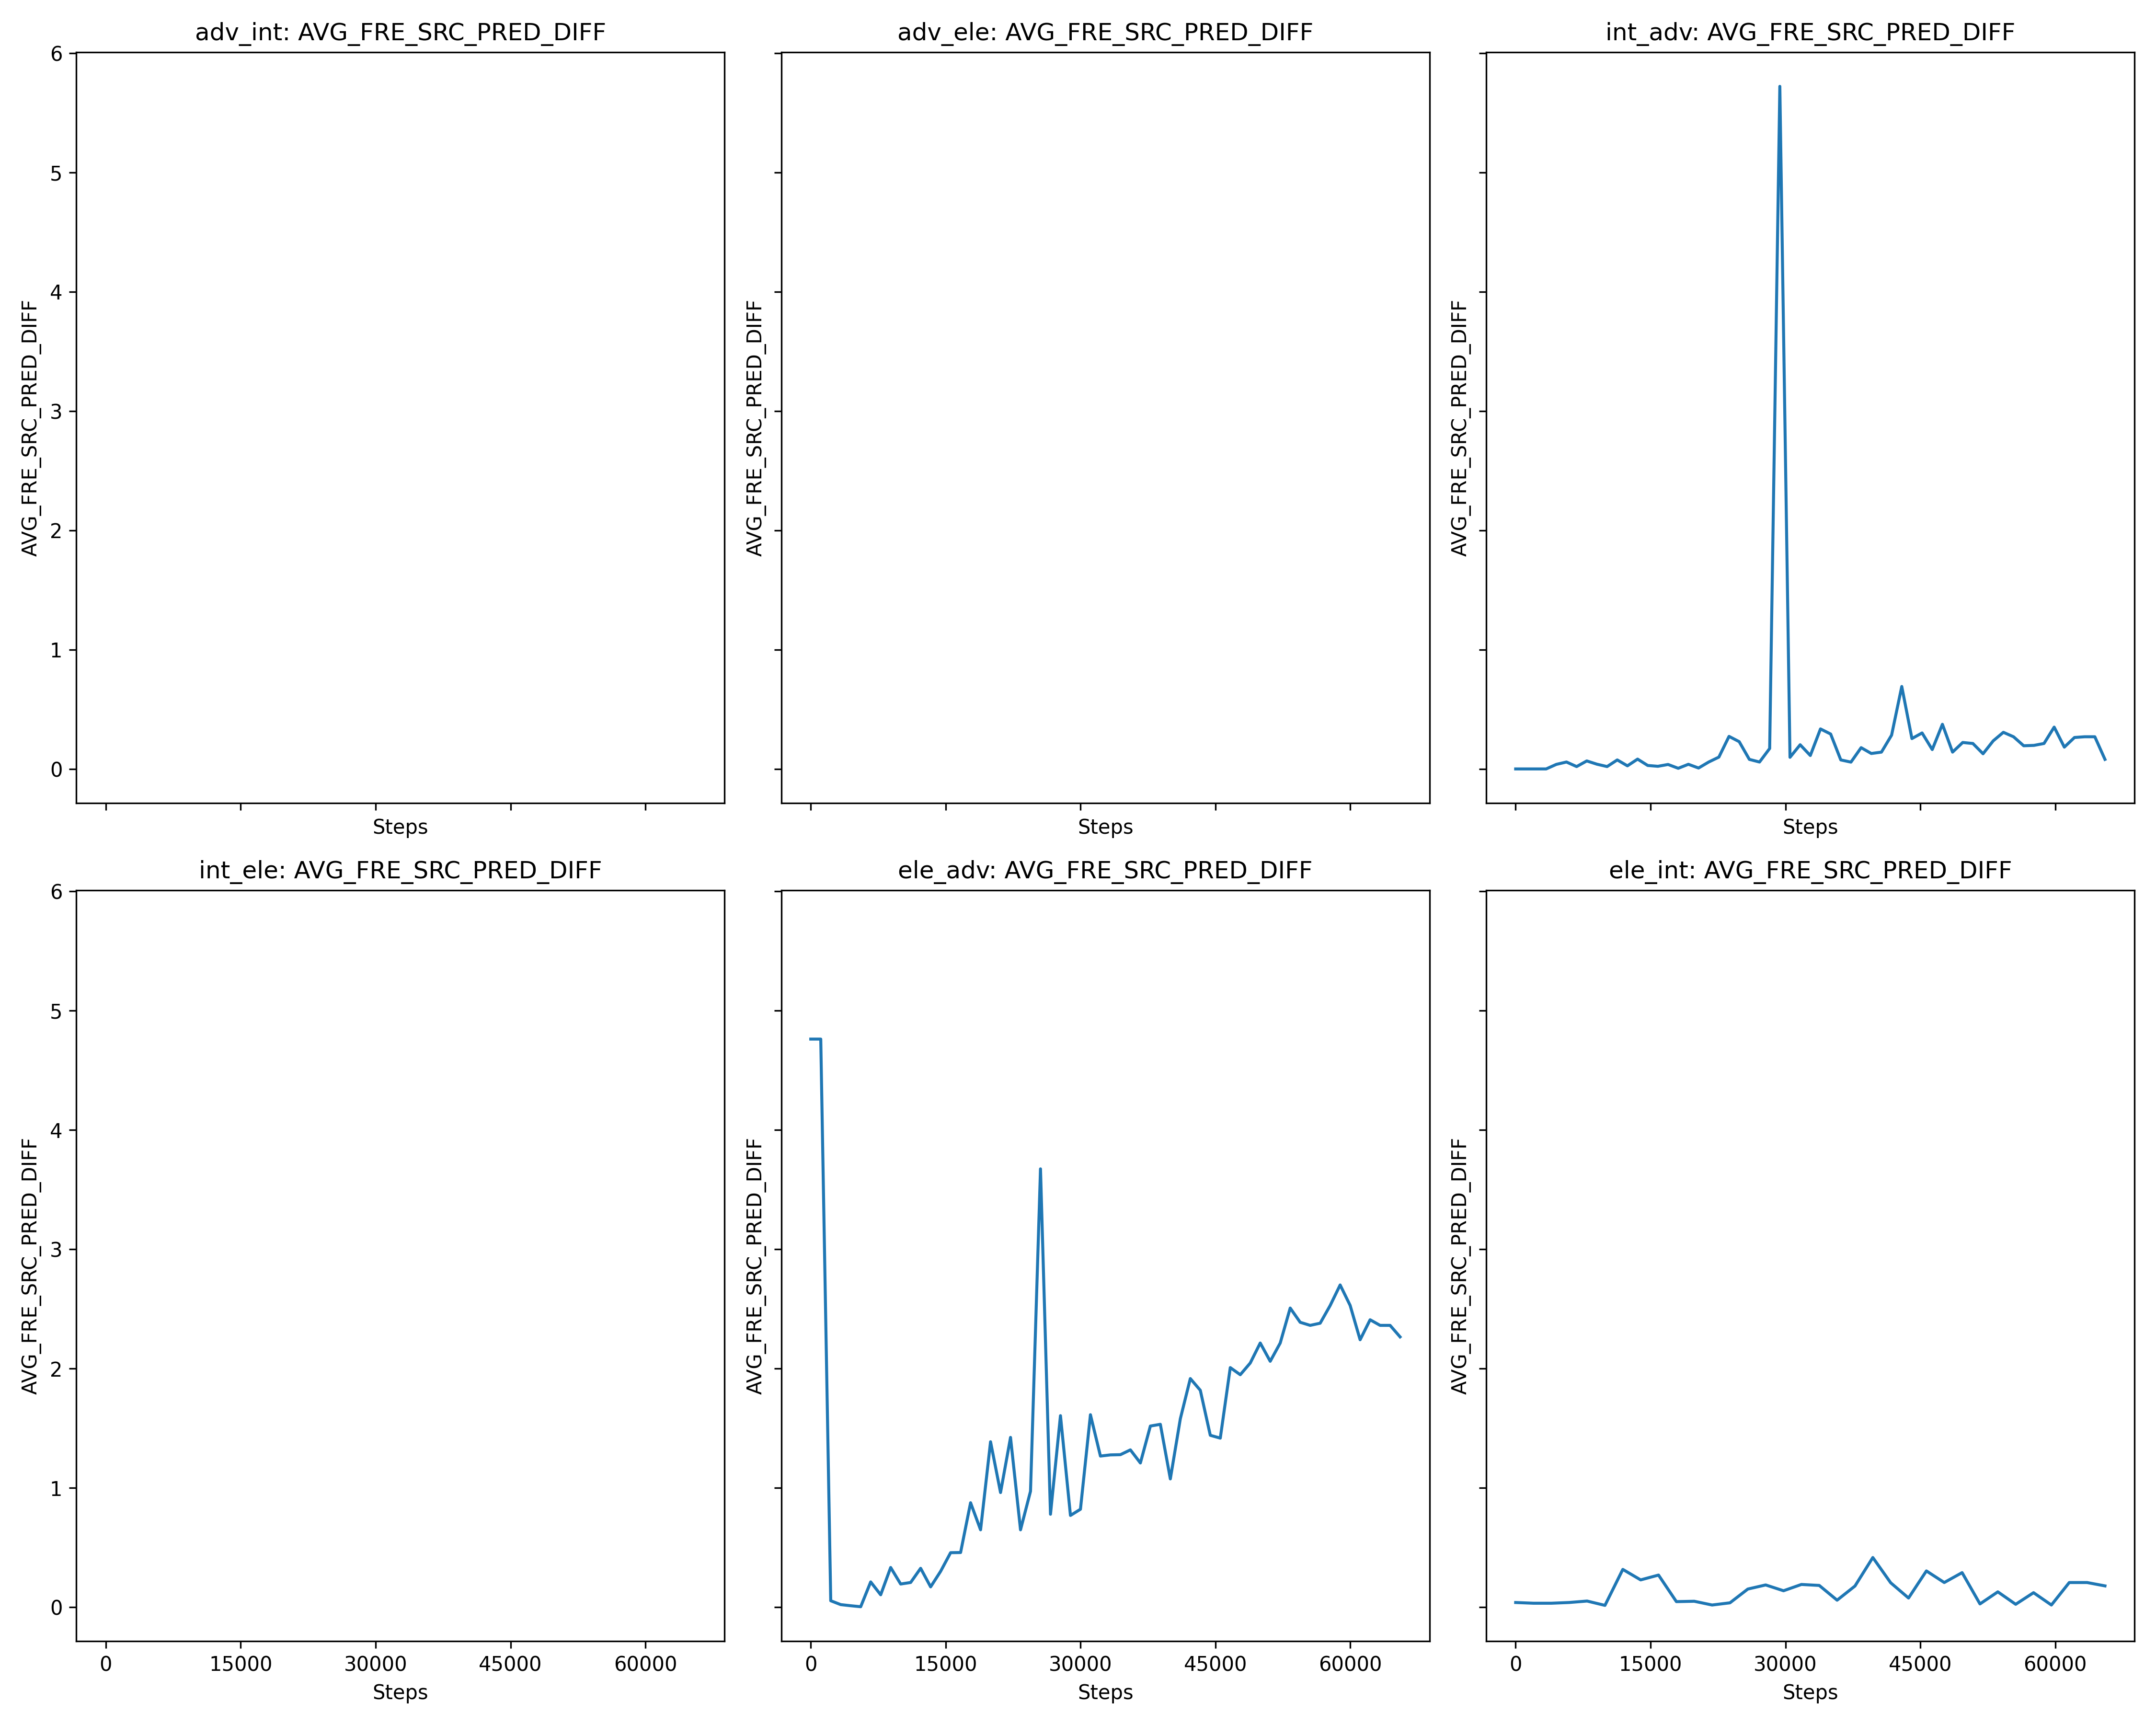 adv_int: AVG_FRE_SRC_PRED_DIFF
adv_ele: AVG_FRE_SRC_PRED_DIFF
int_adv: AVG_FRE_SRC_PRED_DIFF
6
5
4
3
2
1
0
AVG_FRE_SRC_PRED_DIFF
AVG_FRE_SRC_PRED_DIFF
AVG_FRE_SRC_PRED_DIFF
Steps
Steps
Steps
int_ele: AVG_FRE_SRC_PRED_DIFF
ele_adv: AVG_FRE_SRC_PRED_DIFF
ele_int: AVG_FRE_SRC_PRED_DIFF
6
5
4
3
2
1
0
AVG_FRE_SRC_PRED_DIFF
AVG_FRE_SRC_PRED_DIFF
AVG_FRE_SRC_PRED_DIFF
0 15000 30000 45000 60000
0 15000 30000 45000 60000
0 15000 30000 45000 60000
Steps
Steps
Steps